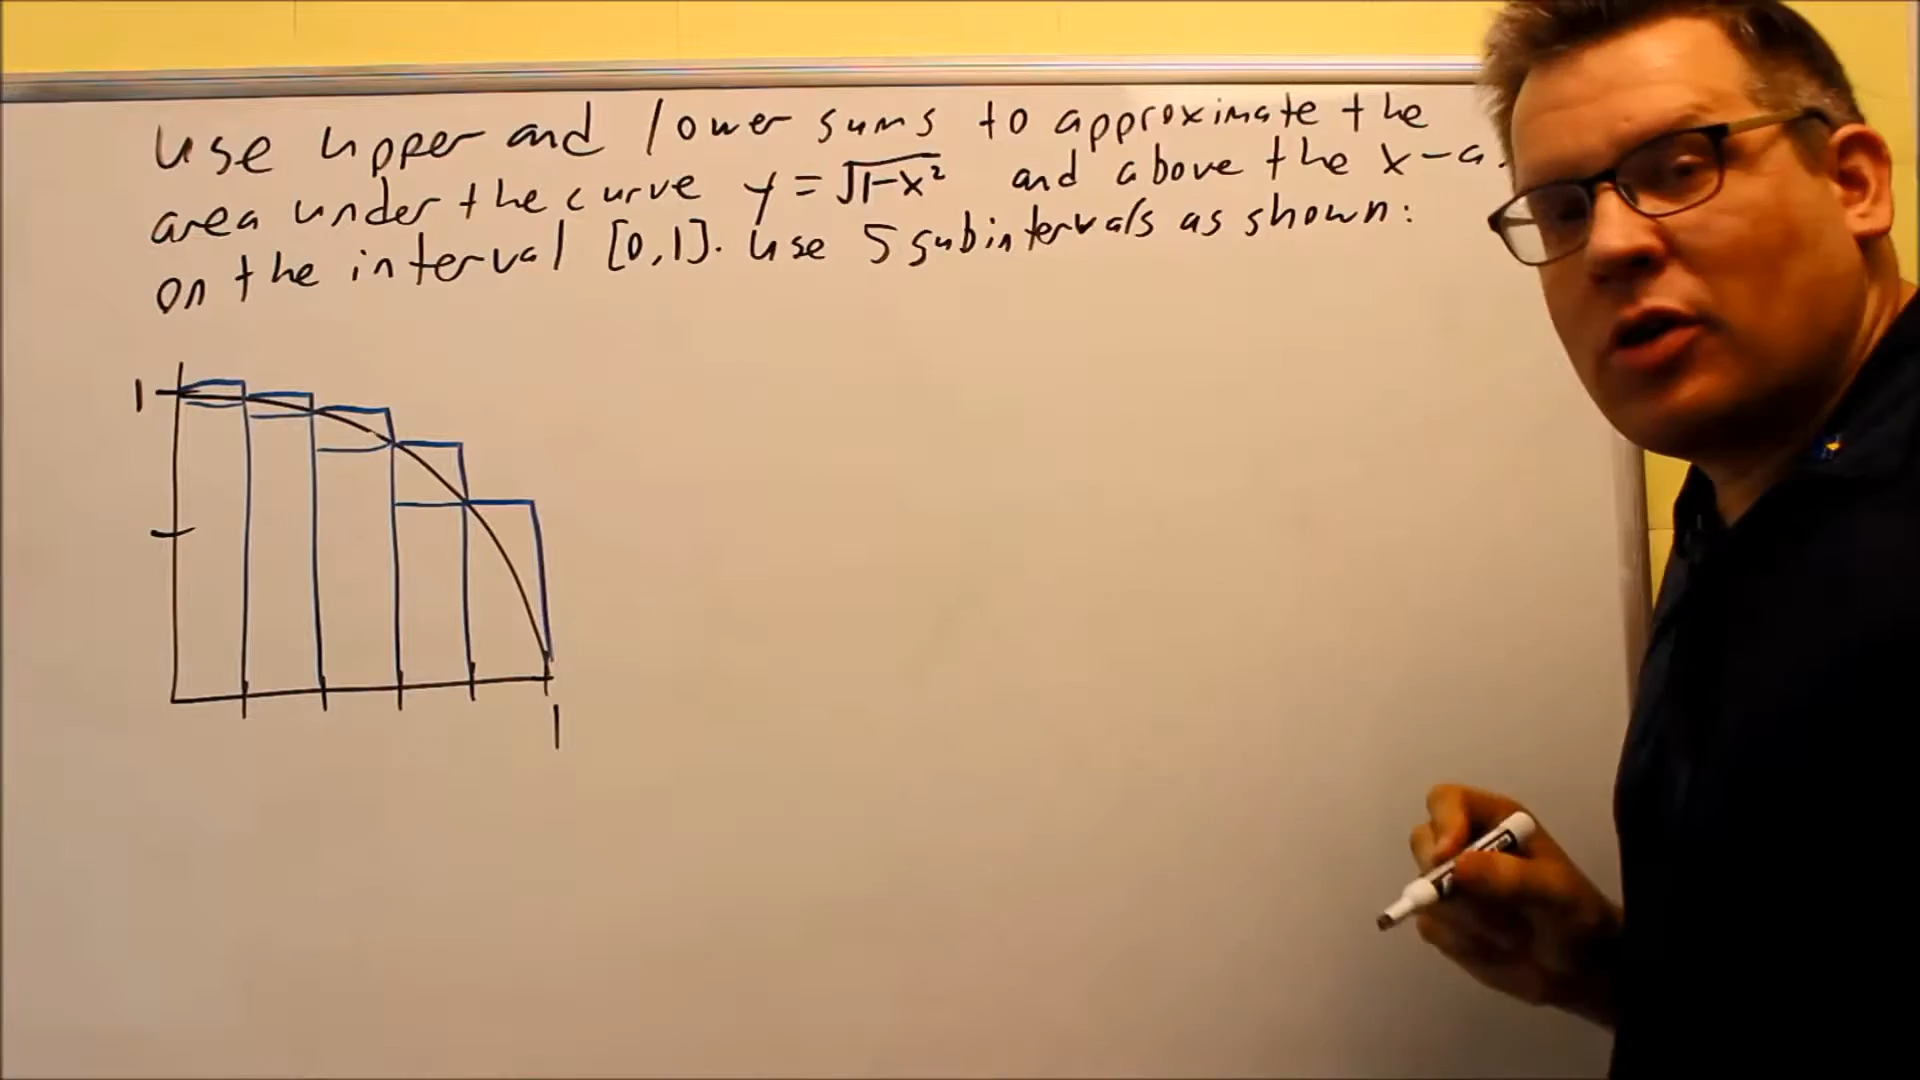 Use upper and lower sums to approximate the
area under the curve y = √1-x² and above the x-a
on the interval [0,1]. Use 5 subintervals as shown:
1
1